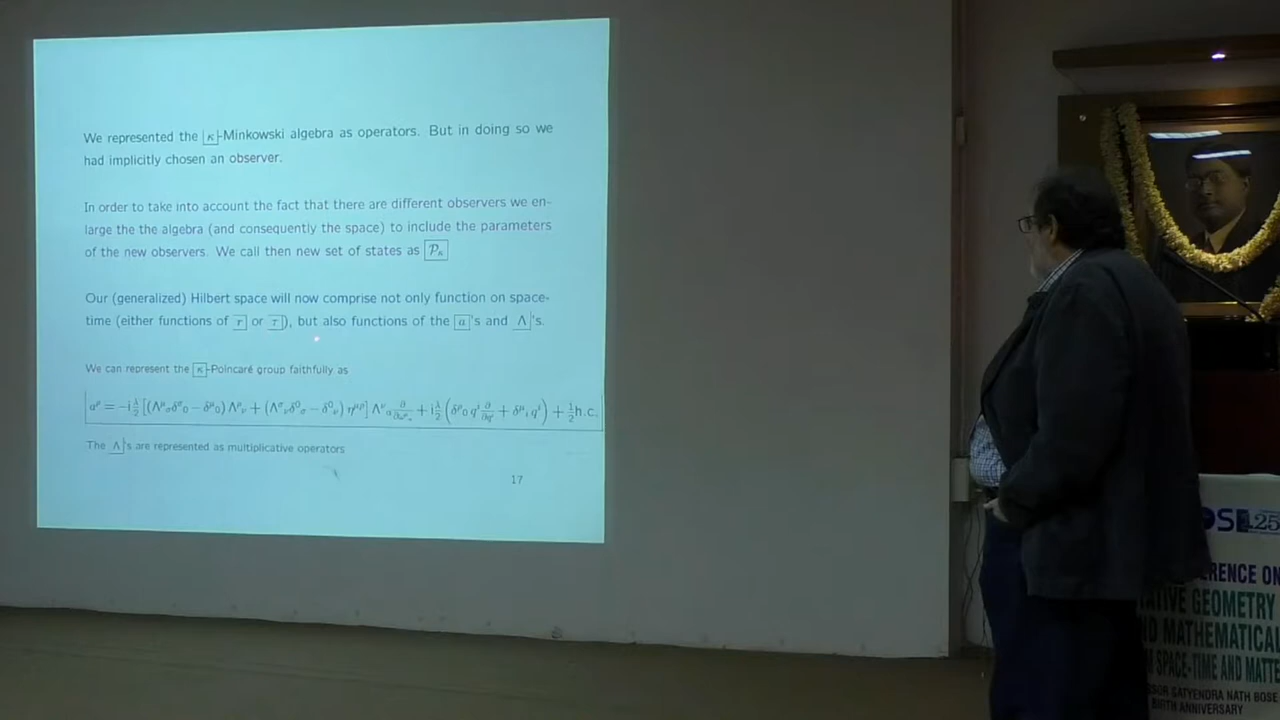 We represented the κ-Minkowski algebra as operators. But in doing so we
had implicitly chosen an observer.
In order to take into account the fact that there are different observers we en-
large the the algebra (and consequently the space) to include the parameters
of the new observers. We call then new set of states as 𝒫κ
Our (generalized) Hilbert space will now comprise not only function on space-
time (either functions of r or τ), but also functions of the a's and Λ's.
We can represent the κ-Poincaré group faithfully as
The Λ's are represented as multiplicative operators
17
125
ERENCE ON
GEOMETRY
MATHEMATICAL
SPACE-TIME AND MATTE
SATYENDRA NATH BOSE
BIRTH ANNIVERSARY